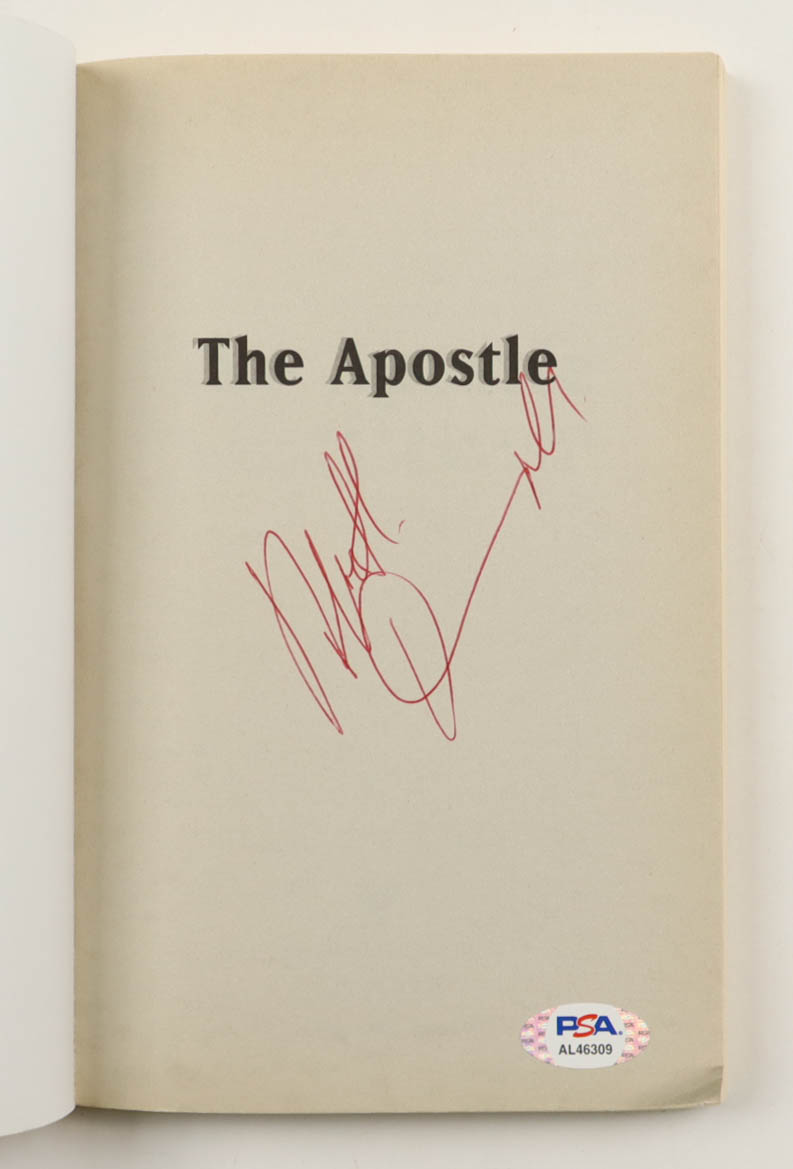 The Apostle
PSA
AL46309